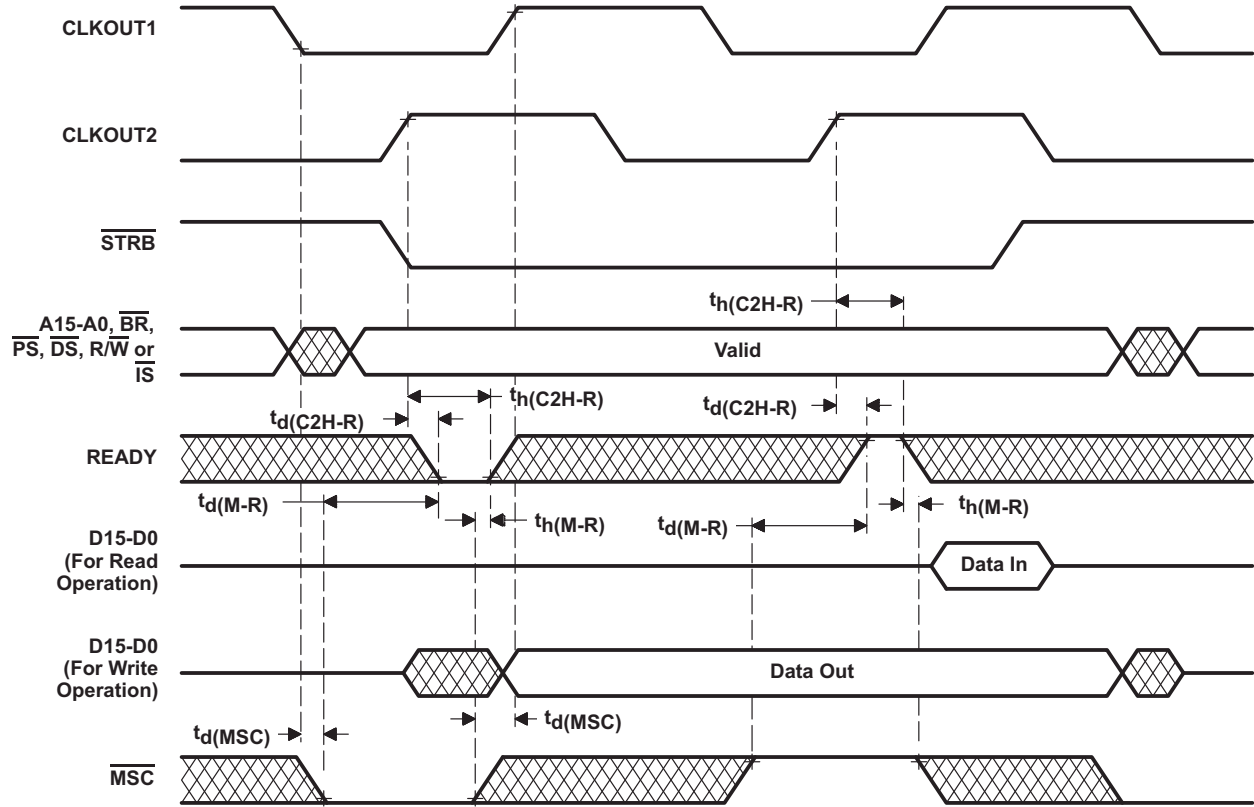 CLKOUT1
CLKOUT2
STRB
th(C2H-R)
A15-A0, BR,
PS, DS, R/W or
IS
Valid
td(C2H-R)
th(C2H-R)
td(C2H-R)
READY
td(M-R)
th(M-R)
td(M-R)
th(M-R)
D15-D0
(For Read
Operation)
Data In
D15-D0
(For Write
Operation)
Data Out
td(MSC)
td(MSC)
MSC